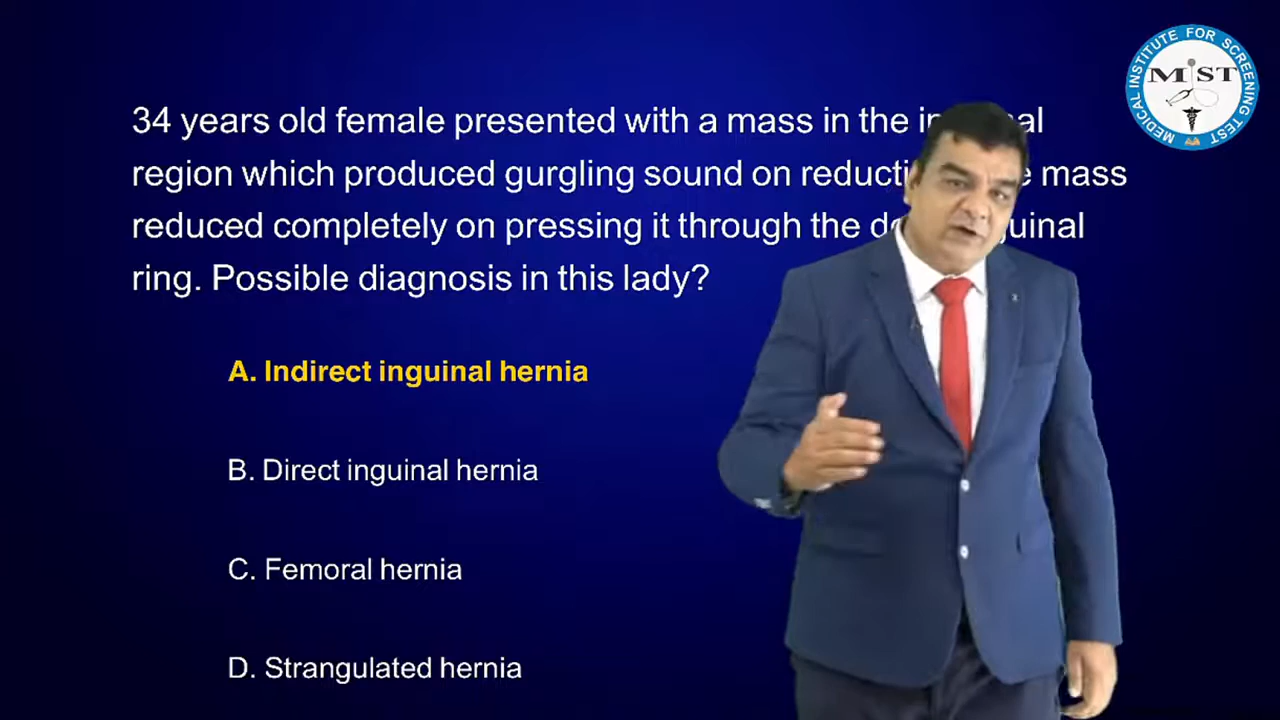 34 years old female presented with a mass in the
region which produced gurgling sound on mass
reduced completely on pressing it through the
ring. Possible diagnosis in this lady?
A. Indirect inguinal hernia
B. Direct inguinal hernia
C. Femoral hernia
D. Strangulated hernia
MEDICAL INSTITUTE FOR SCREENING TEST
MIST